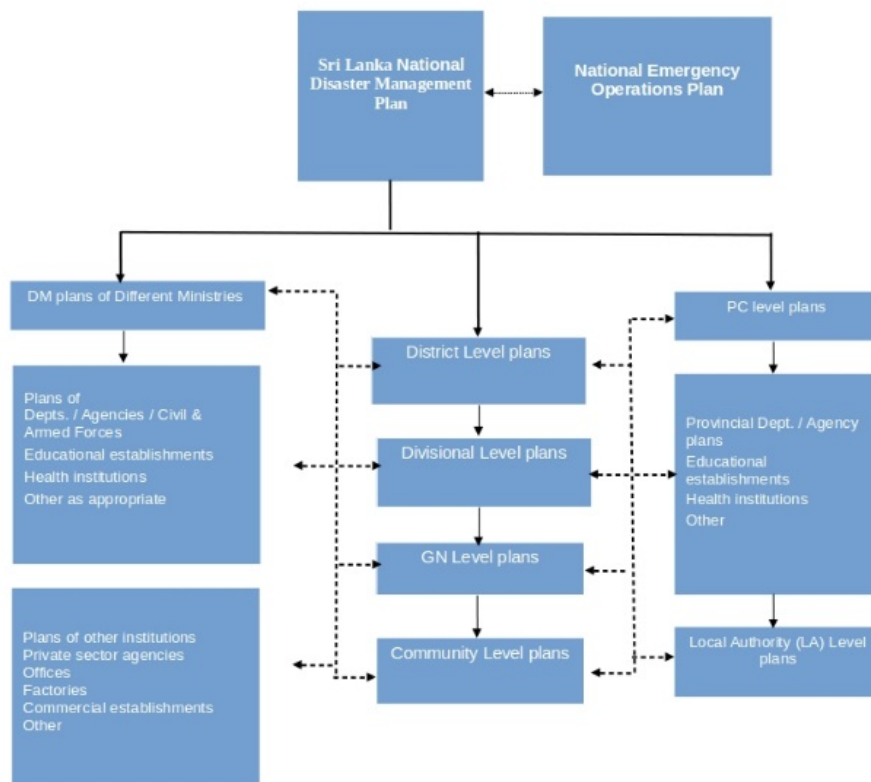 Sri Lanka National
Disaster Management
Plan
National Emergency
Operations Plan
DM plans of Different Ministries
PC level plans
District Level plans
Plans of
Depts. / Agencies / Civil &
Armed Forces
Educational establishments
Health institutions
Other as appropriate
Divisional Level plans
Provincial Dept. / Agency
plans
Educational
establishments
Health institutions
Other
GN Level plans
Plans of other institutions
Private sector agencies
Offices
Factories
Commercial establishments
Other
Community Level plans
Local Authority (LA) Level
plans